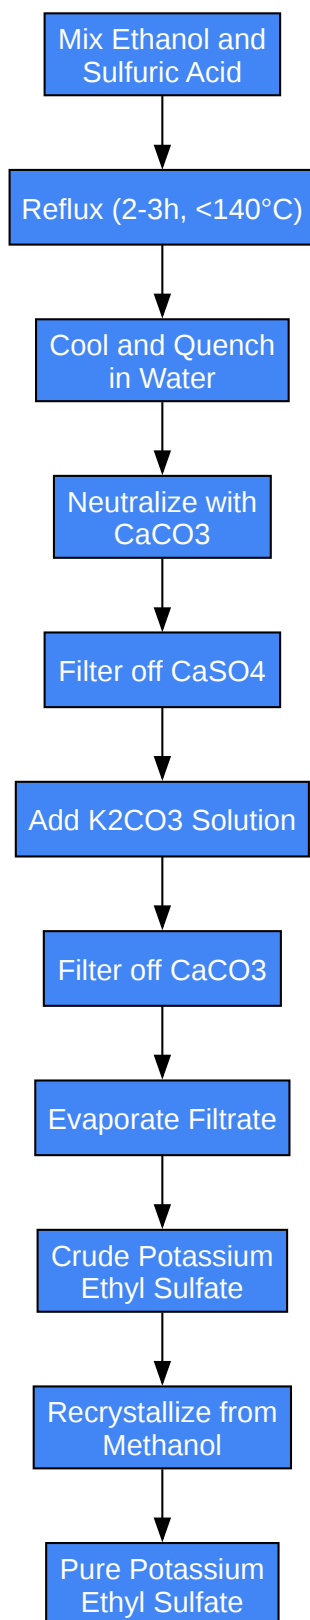 Mix Ethanol and
Sulfuric Acid
Reflux (2-3h, <140°C)
Cool and Quench
in Water
Neutralize with
CaCO3
Filter off CaSO4
Add K2CO3 Solution
Filter off CaCO3
Evaporate Filtrate
Crude Potassium
Ethyl Sulfate
Recrystallize from
Methanol
Pure Potassium
Ethyl Sulfate